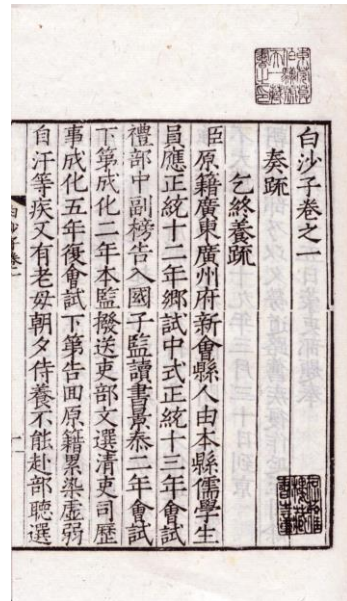 白沙子卷之一
奏疏
乞終養疏
臣原籍廣東廣州府新會縣人由本縣儒學生
員應正統十二年鄉試中式正統十三年會試
禮部中副榜告入國子監讀書景泰二年會試
下第成化二年本監撥送吏部文選清吏司歷
事成化五年復會試下第告囬原籍累染虛弱
自汗等疾又有老母朝夕侍養不能赴部聽選
白沙子卷一
一